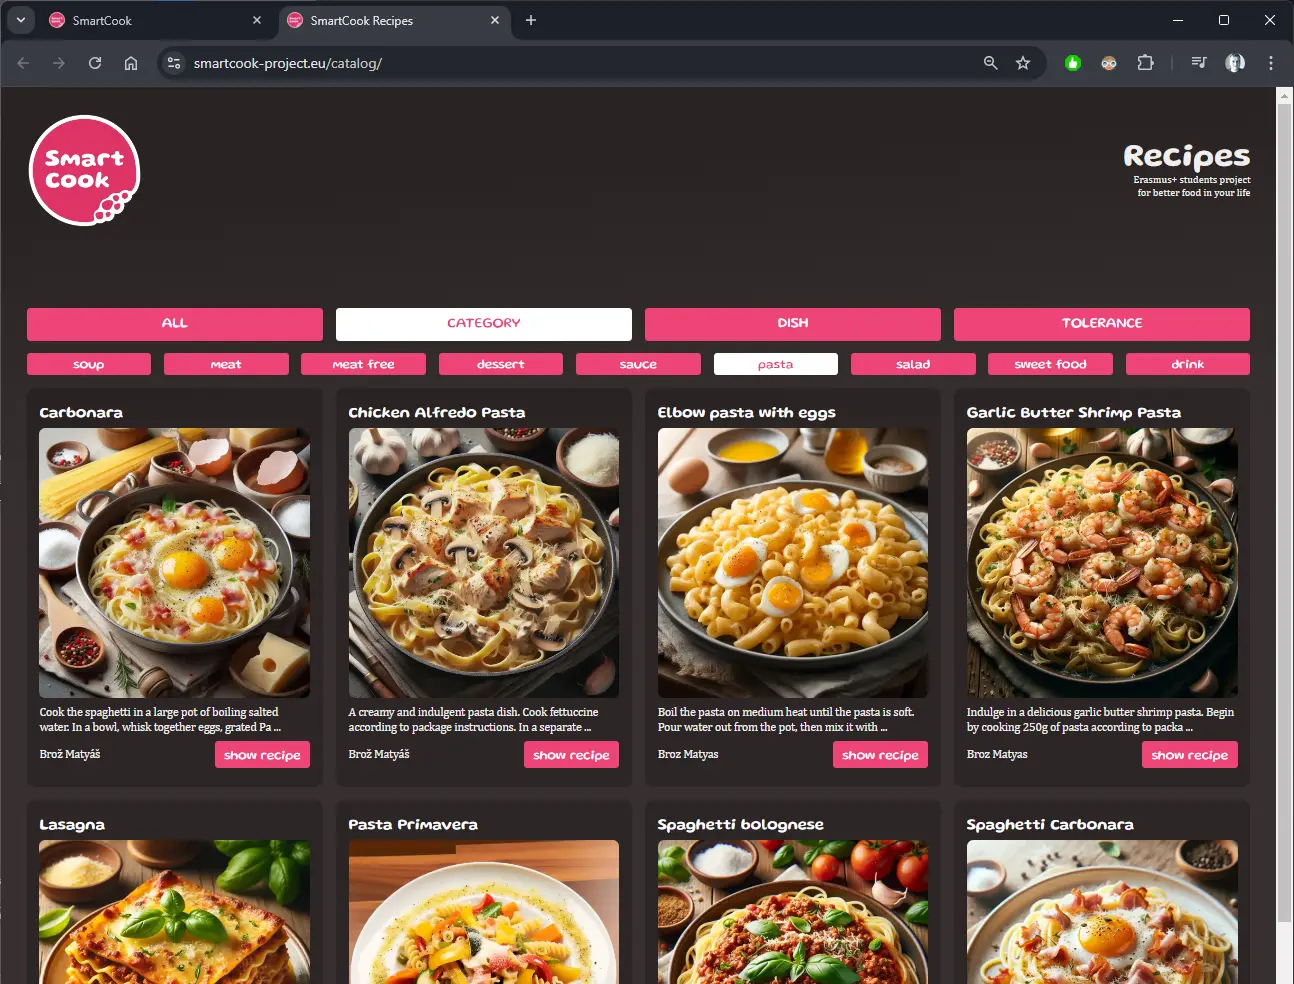 SmartCook
SmartCook Recipes
smartcook-project.eu/catalog/
Smart
Cook
Recipes
Erasmus+ students project
for better food in your life
ALL
CATEGORY
DISH
TOLERANCE
soup
meat
meat free
dessert
sauce
pasta
salad
sweet food
drink
Carbonara
Chicken Alfredo Pasta
Elbow pasta with eggs
Garlic Butter Shrimp Pasta
Cook the spaghetti in a large pot of boiling salted
water. In a bowl, whisk together eggs, grated Pa ...
A creamy and indulgent pasta dish. Cook fettuccine
according to package instructions. In a separate ...
Boil the pasta on medium heat until the pasta is soft.
Pour water out from the pot, then mix it with ...
Indulge in a delicious garlic butter shrimp pasta. Begin
by cooking 250g of pasta according to packa ...
Brož Matyáš
show recipe
Brož Matyáš
show recipe
Broz Matyas
show recipe
Broz Matyas
show recipe
Lasagna
Pasta Primavera
Spaghetti bolognese
Spaghetti Carbonara